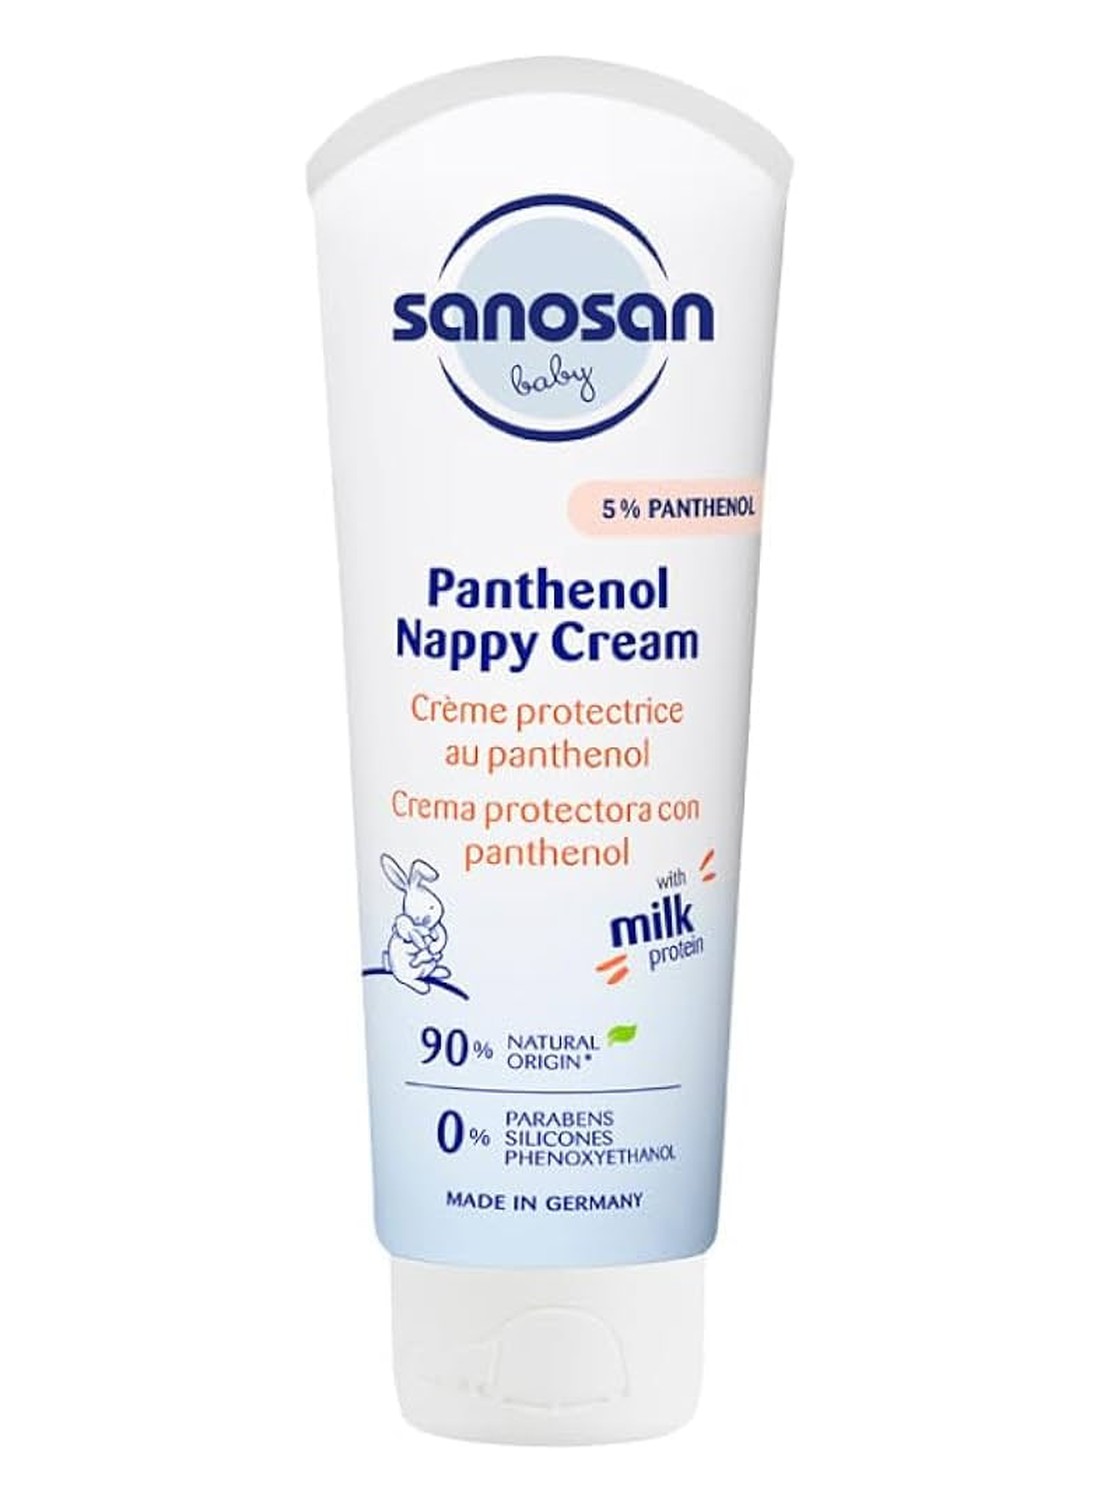 sanosan
baby
5% PANTHENOL
Panthenol
Nappy Cream
Crème protectrice
au panthenol
Crema protectora con
panthenol
with
milk
protein
90% NATURAL
ORIGIN*
0% PARABENS
SILICONES
PHENOXYETHANOL
MADE IN GERMANY